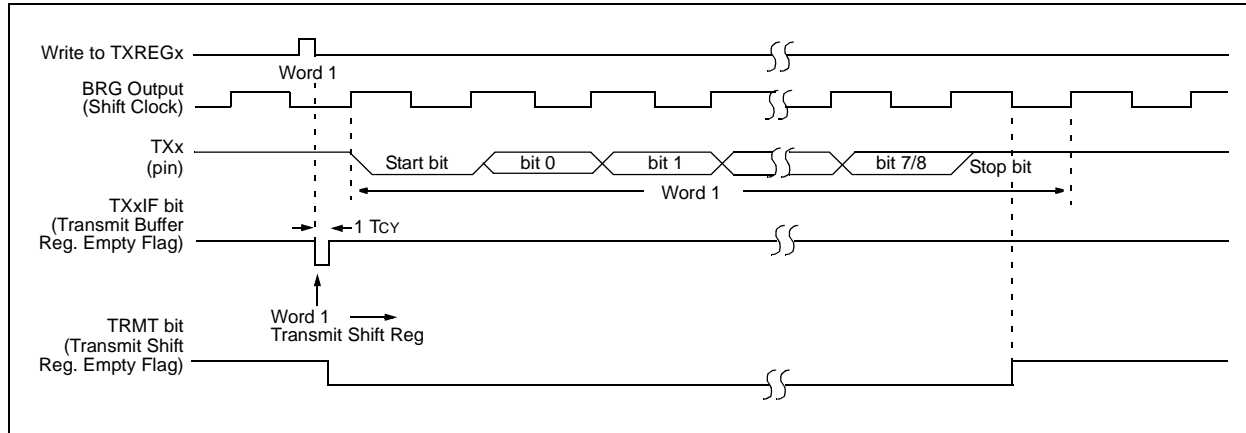 Write to TXREGx
Word 1
BRG Output
(Shift Clock)
TXx
(pin)
Start bit
bit 0
bit 1
bit 7/8
Stop bit
Word 1
TXxIF bit
(Transmit Buffer
Reg. Empty Flag)
1 TCY
Word 1
Transmit Shift Reg
TRMT bit
(Transmit Shift
Reg. Empty Flag)